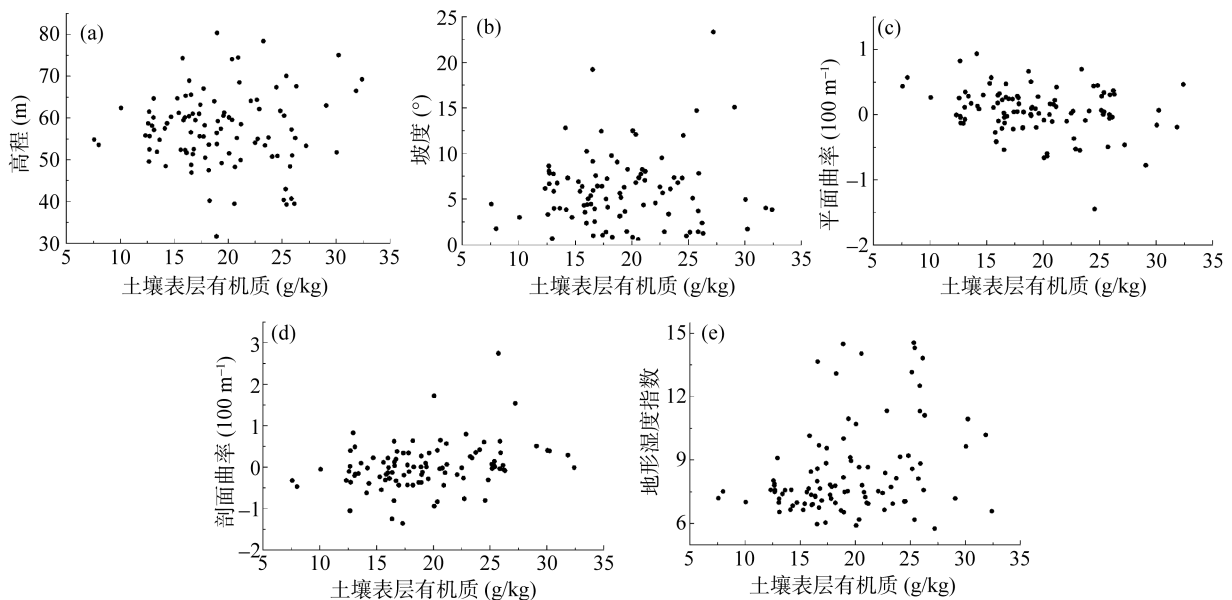 (a)
高程 (m)
80
70
60
50
40
30
5 10 15 20 25 30 35
土壤表层有机质 (g/kg)
(b)
坡度 (°)
25
20
15
10
5
0
5 10 15 20 25 30 35
土壤表层有机质 (g/kg)
(c)
平面曲率 (100 m⁻¹)
1
0
−1
−2
5 10 15 20 25 30 35
土壤表层有机质 (g/kg)
(d)
剖面曲率 (100 m⁻¹)
3
2
1
0
−1
−2
5 10 15 20 25 30 35
土壤表层有机质 (g/kg)
(e)
地形湿度指数
15
12
9
6
5 10 15 20 25 30 35
土壤表层有机质 (g/kg)